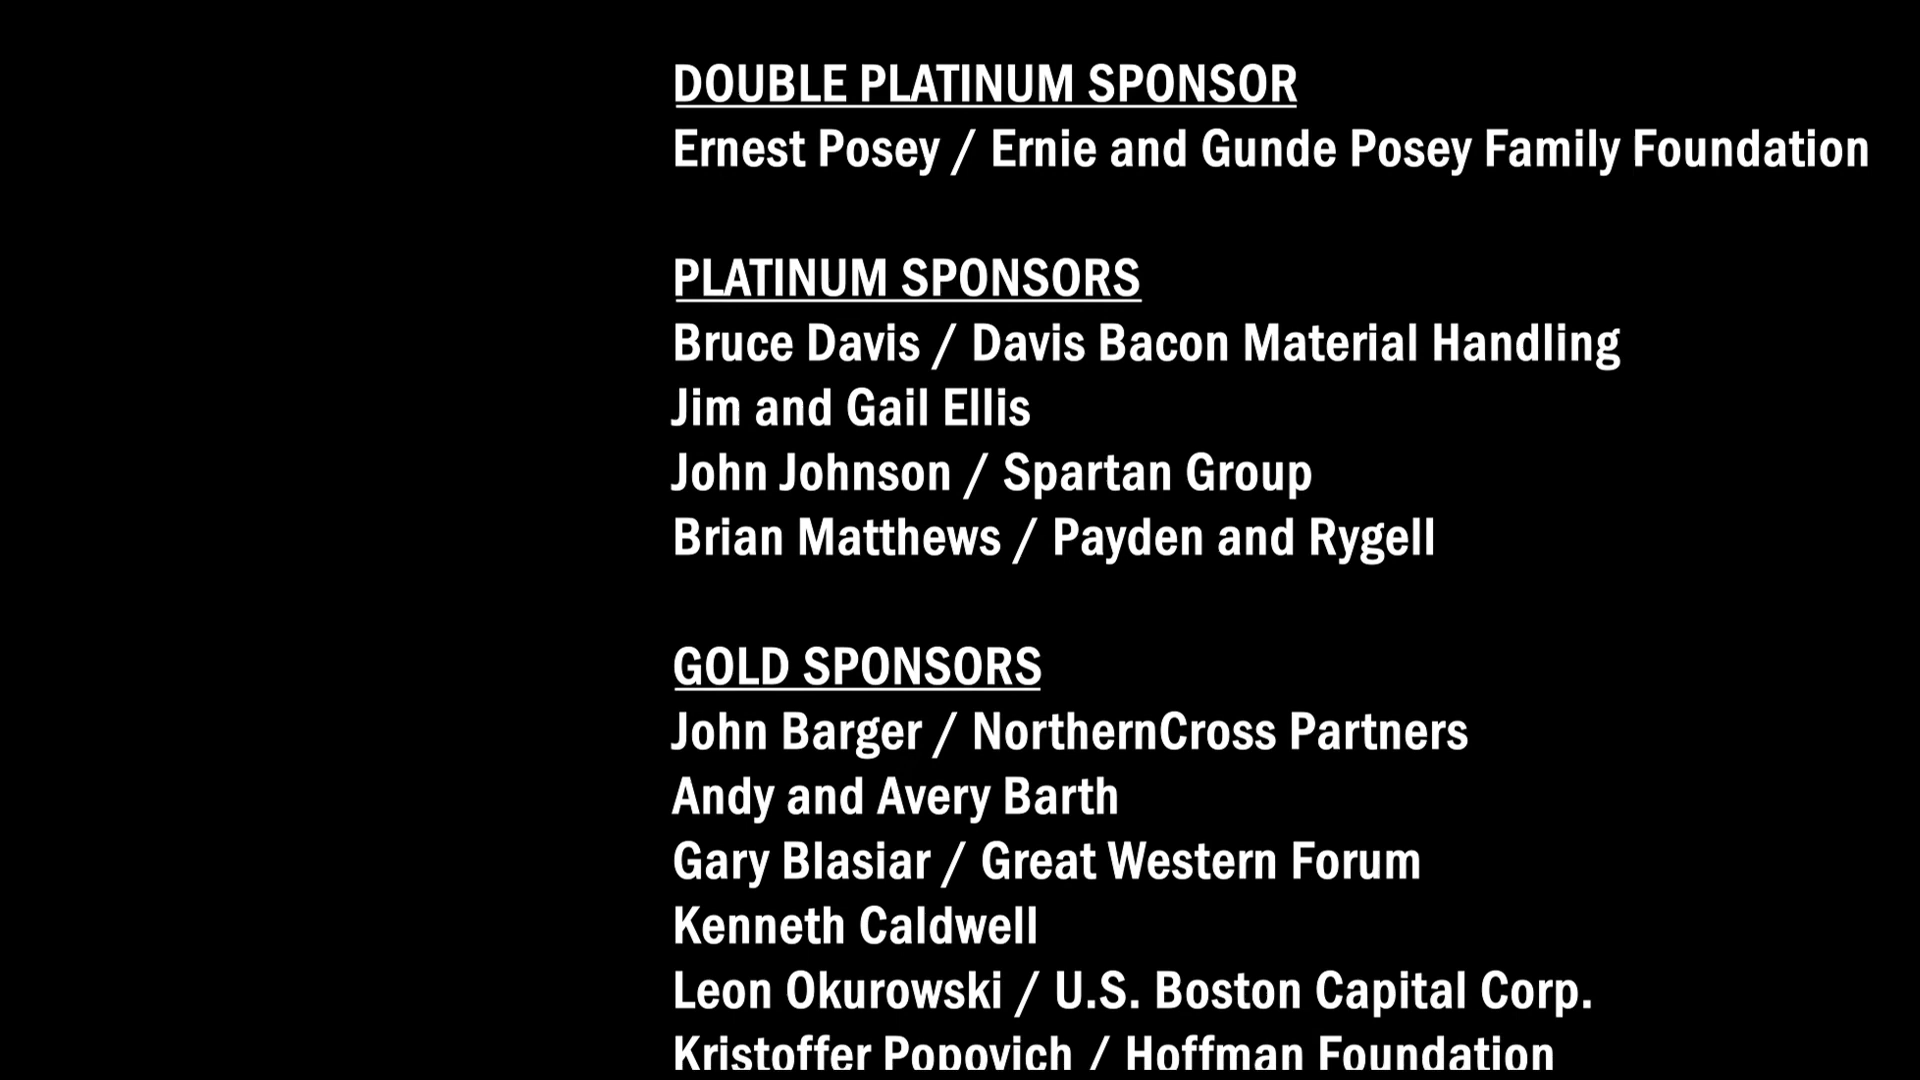 DOUBLE PLATINUM SPONSOR
Ernest Posey / Ernie and Gunde Posey Family Foundation
PLATINUM SPONSORS
Bruce Davis / Davis Bacon Material Handling
Jim and Gail Ellis
John Johnson / Spartan Group
Brian Matthews / Payden and Rygell
GOLD SPONSORS
John Barger / NorthernCross Partners
Andy and Avery Barth
Gary Blasiar / Great Western Forum
Kenneth Caldwell
Leon Okurowski / U.S. Boston Capital Corp.
Kristoffer Popovich / Hoffman Foundation